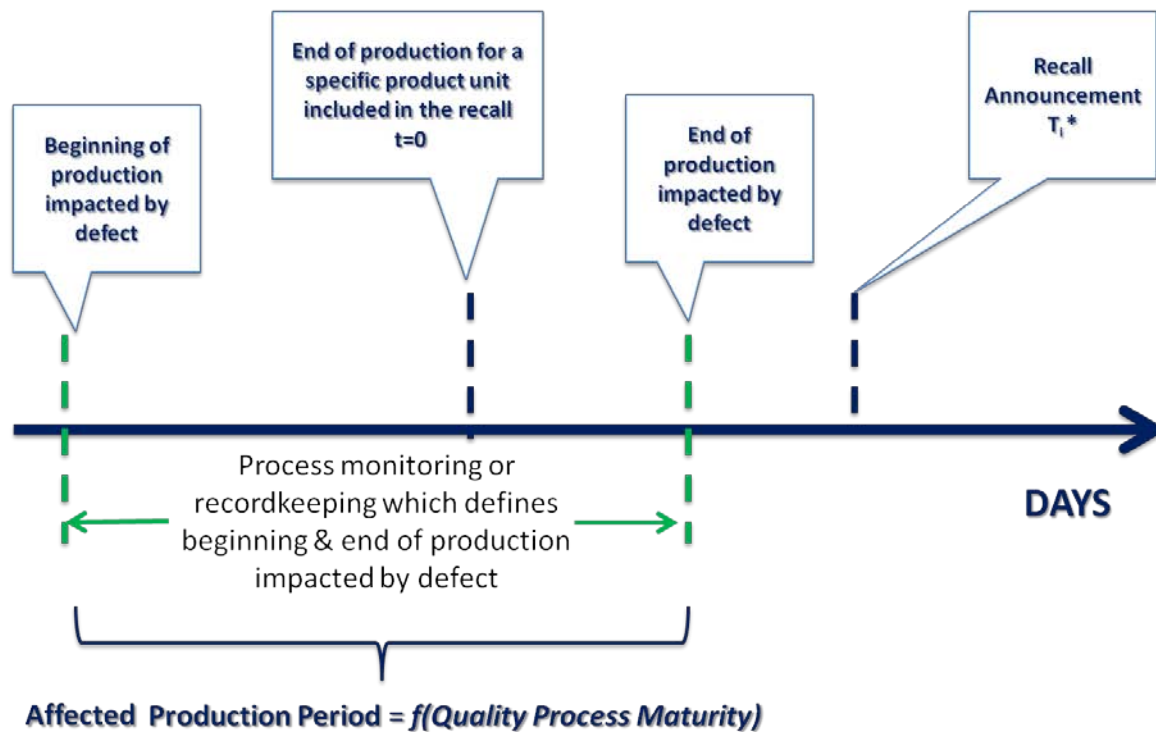 Beginning of
production
impacted by
defect
End of production for a
specific product unit
included in the recall
t=0
End of
production
impacted by
defect
Recall
Announcement
Tᵢ*
DAYS
Process monitoring or
recordkeeping which defines
beginning & end of production
impacted by defect
Affected Production Period = f(Quality Process Maturity)